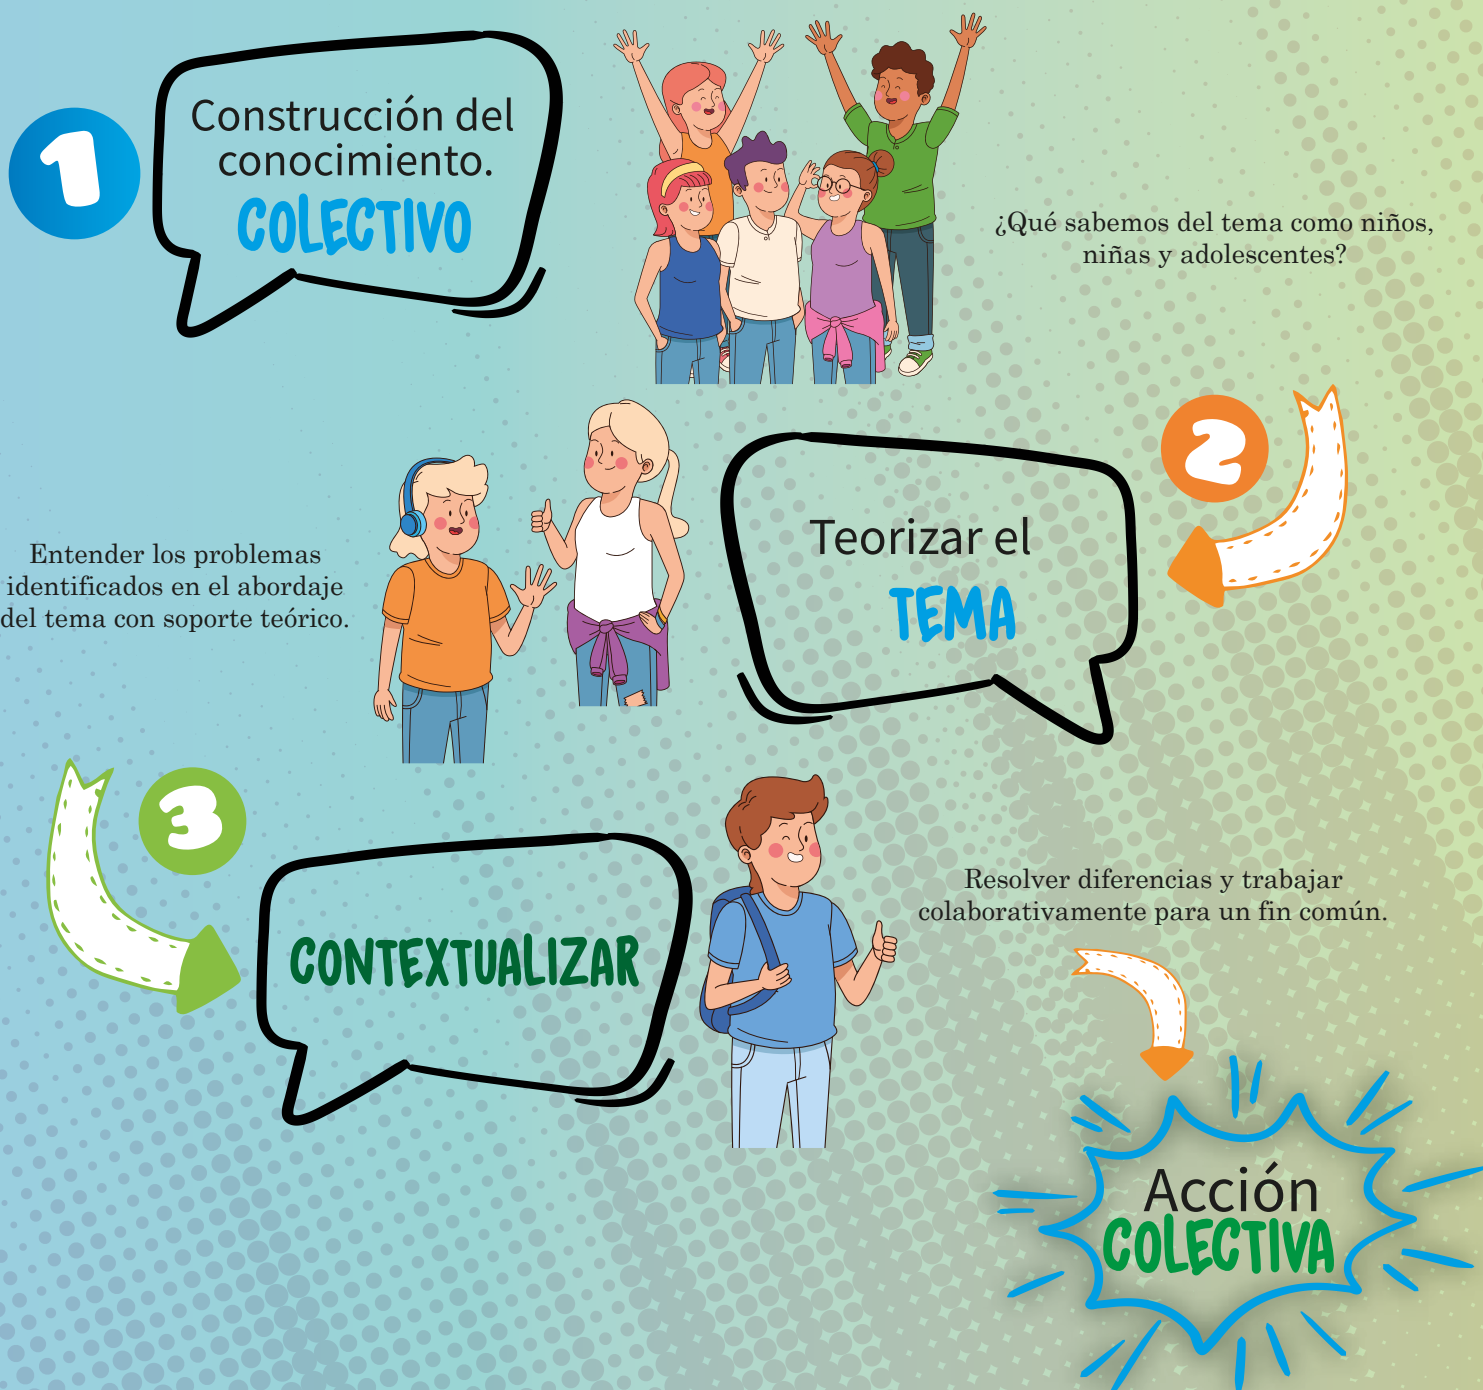 1
Construcción del
conocimiento.
COLECTIVO
¿Qué sabemos del tema como niños,
niñas y adolescentes?
2
Teorizar el
TEMA
Entender los problemas
identificados en el abordaje
del tema con soporte teórico.
3
CONTEXTUALIZAR
Resolver diferencias y trabajar
colaborativamente para un fin común.
Acción
COLECTIVA